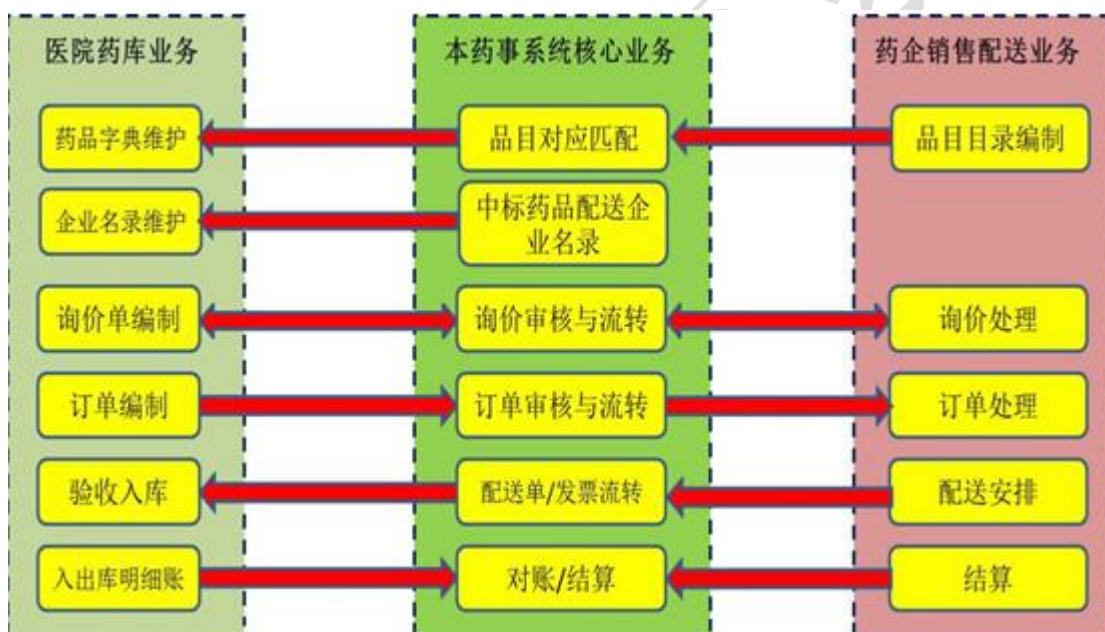 医院药库业务
本药事系统核心业务
药企销售配送业务
药品字典维护
品目对应匹配
品目目录编制
企业名录维护
中标药品配送企
业名录
询价单编制
询价审核与流转
询价处理
订单编制
订单审核与流转
订单处理
验收入库
配送单/发票流转
配送安排
入出库明细账
对账/结算
结算